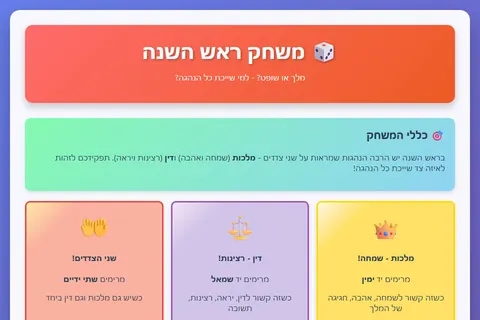 משחק ראש השנה
מלך או שופט? - למי שייכת כל הנהגה?
כללי המשחק
בראש השנה יש הרבה הנהגות שמראות על שני צדדים - מלכות (שמחה ואהבה) ודין (רצינות ויראה). תפקידכם לזהות
לאיזה צד שייכת כל הנהגה!
מלכות - שמחה!
מרימים יד ימין
כשזה קשור לשמחה, אהבה, חגיגה
של המלך
דין - רצינות!
מרימים יד שמאל
כשזה קשור לדין, יראה, רצינות,
תשובה
שני הצדדים!
מרימים שתי ידיים
כשיש גם מלכות וגם דין ביחד